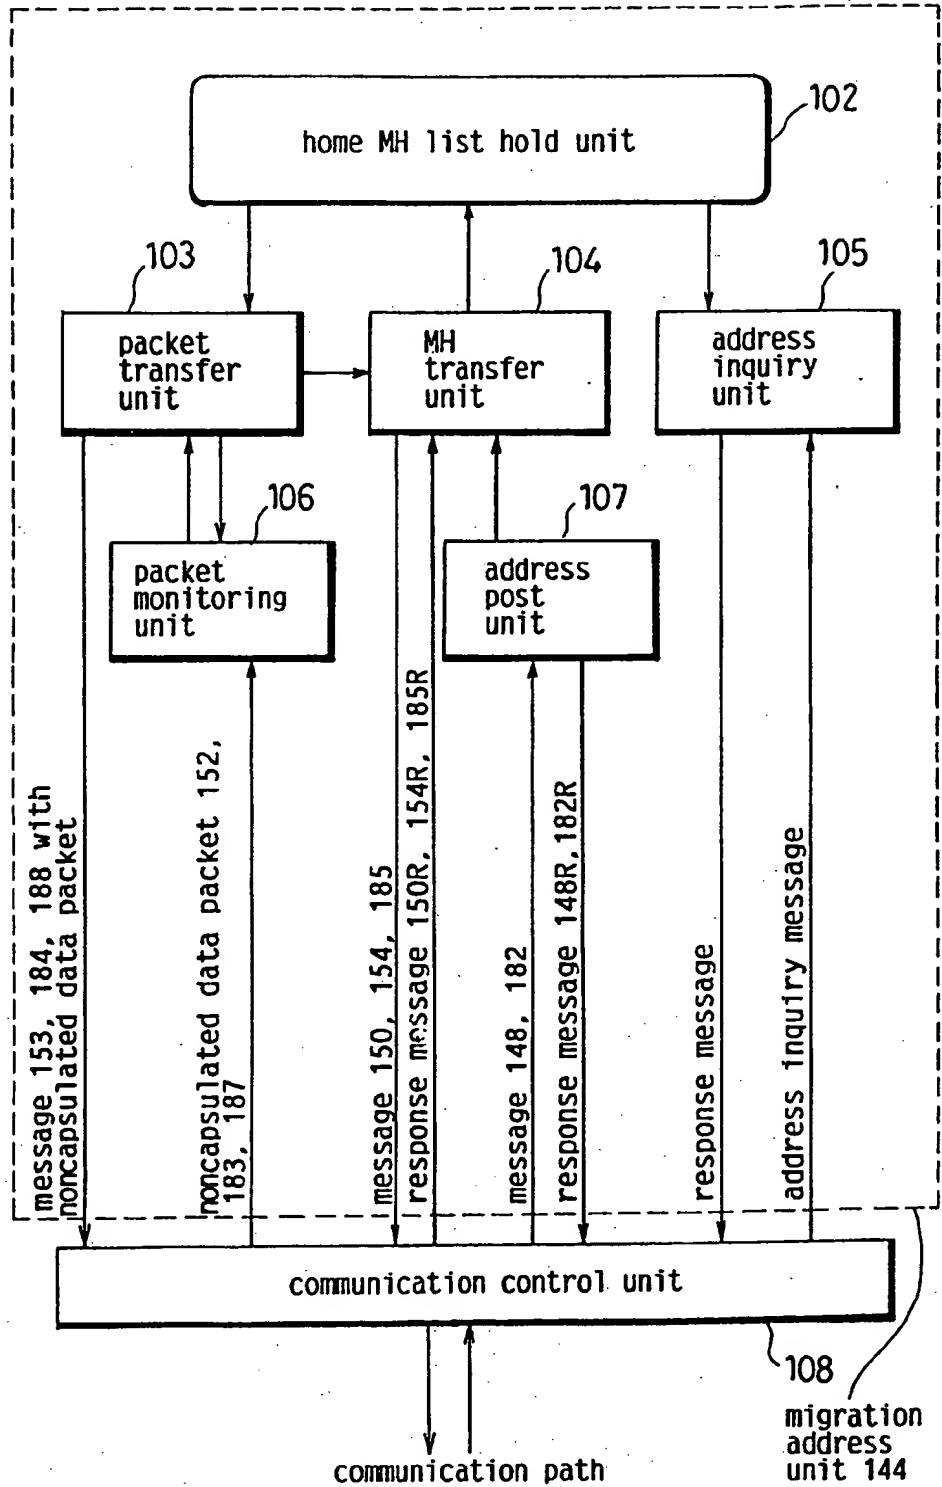 102
home MH list hold unit
103
104
105
packet
transfer
unit
MH
transfer
unit
address
inquiry
unit
106
107
packet
monitoring
unit
address
post
unit
message 153, 184, 188 with
noncapsulated data packet
noncapsulated data packet 152,
183, 187
message 150, 154, 185
response message 150R, 154R, 185R
message 148, 182
response message 148R, 182R
response message
address inquiry message
communication control unit
108
migration
address
unit 144
communication path